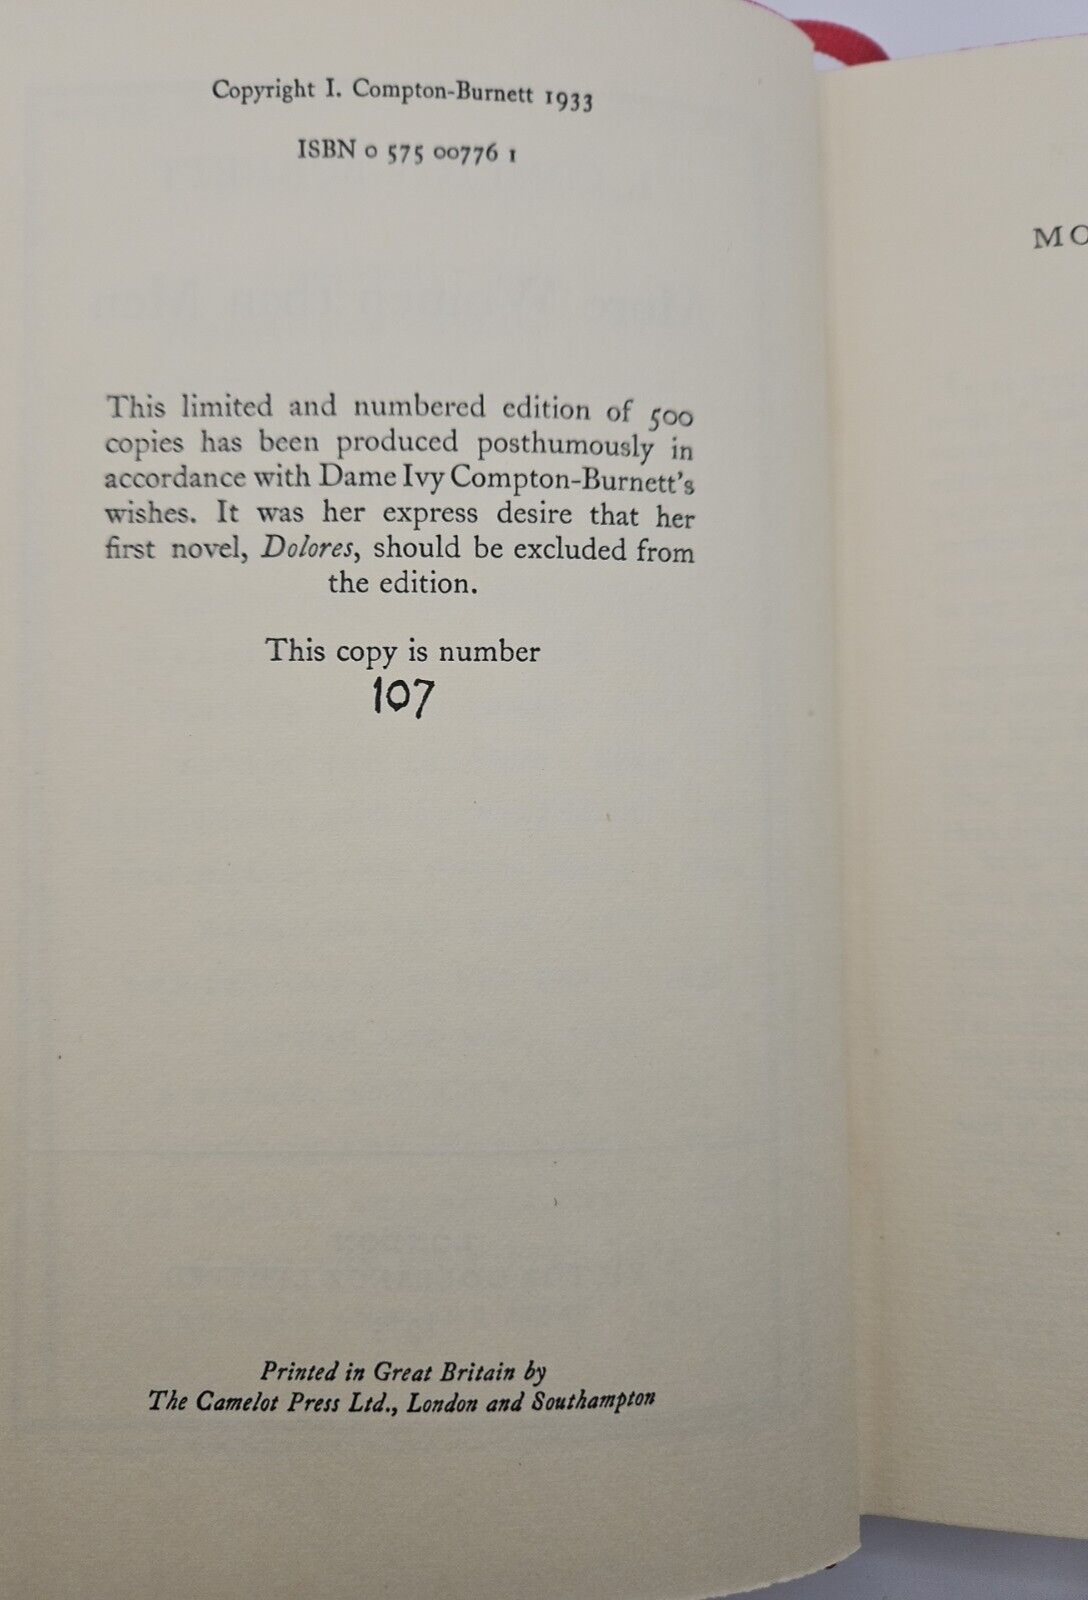 Copyright I. Compton-Burnett 1933
ISBN 0 575 00776 1
This limited and numbered edition of 500
copies has been produced posthumously in
accordance with Dame Ivy Compton-Burnett's
wishes. It was her express desire that her
first novel, Dolores, should be excluded from
the edition.
This copy is number
107
Printed in Great Britain by
The Camelot Press Ltd., London and Southampton
MO